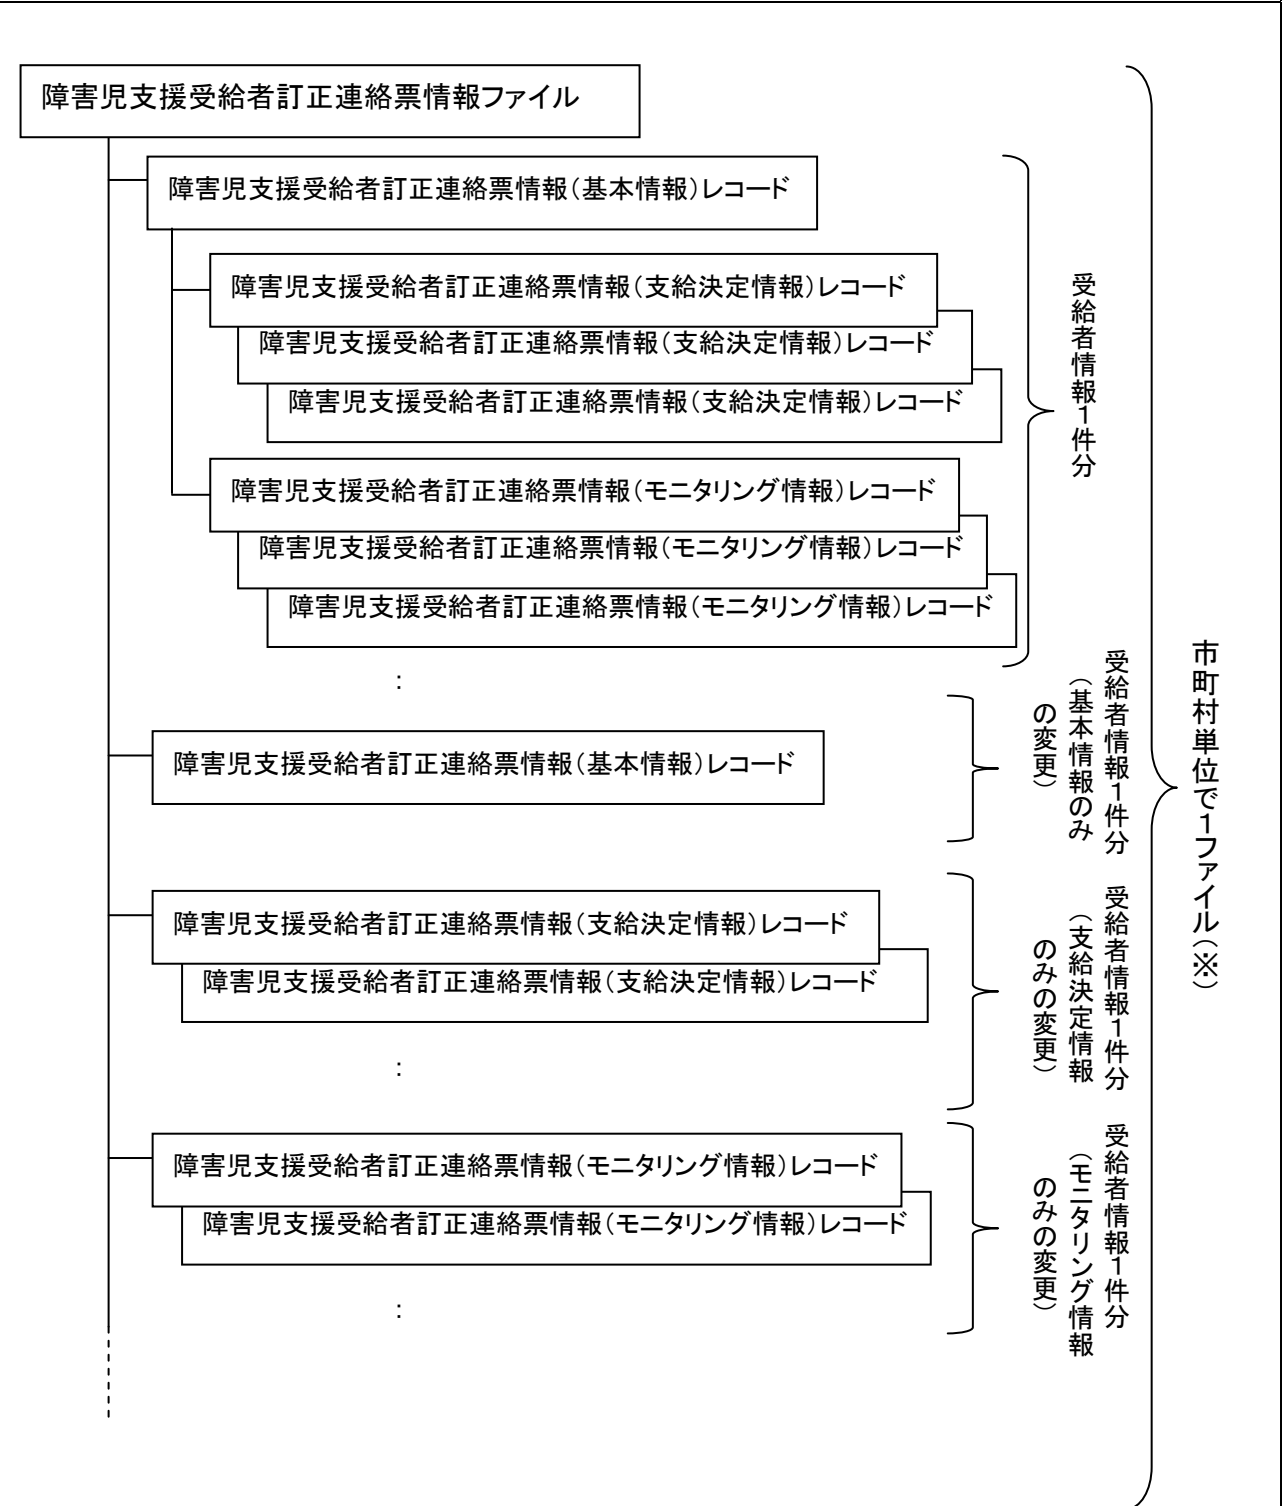 障害児支援受給者訂正連絡票情報ファイル
障害児支援受給者訂正連絡票情報（基本情報）レコード
障害児支援受給者訂正連絡票情報（支給決定情報）レコード
障害児支援受給者訂正連絡票情報（支給決定情報）レコード
障害児支援受給者訂正連絡票情報（支給決定情報）レコード
障害児支援受給者訂正連絡票情報（モニタリング情報）レコード
障害児支援受給者訂正連絡票情報（モニタリング情報）レコード
障害児支援受給者訂正連絡票情報（モニタリング情報）レコード
：
受給者情報１件分
障害児支援受給者訂正連絡票情報（基本情報）レコード
受給者情報１件分
（基本情報のみ
の変更）
障害児支援受給者訂正連絡票情報（支給決定情報）レコード
障害児支援受給者訂正連絡票情報（支給決定情報）レコード
：
受給者情報１件分
（支給決定情報
のみの変更）
障害児支援受給者訂正連絡票情報（モニタリング情報）レコード
障害児支援受給者訂正連絡票情報（モニタリング情報）レコード
：
受給者情報１件分
（モニタリング情報
のみの変更）
市町村単位で１ファイル（※）